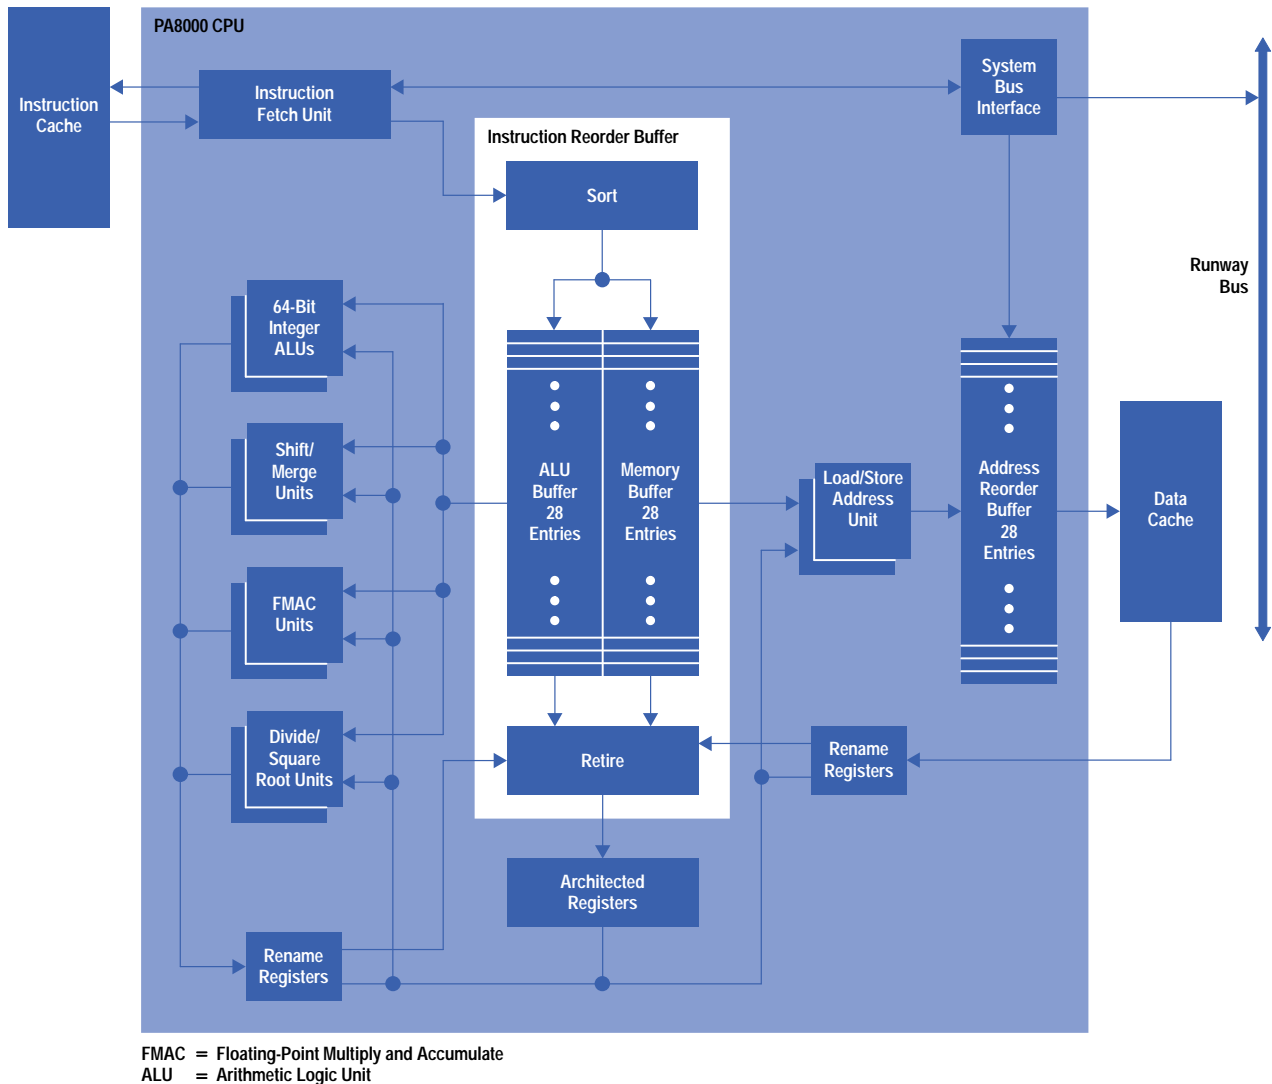 PA8000 CPU
Instruction
Cache
Instruction
Fetch Unit
System
Bus
Interface
Instruction Reorder Buffer
Sort
Runway
Bus
64-Bit
Integer
ALUs
Shift/
Merge
Units
FMAC
Units
Divide/
Square
Root Units
ALU
Buffer
28
Entries
Memory
Buffer
28
Entries
Load/Store
Address
Unit
Address
Reorder
Buffer
28
Entries
Data
Cache
Retire
Rename
Registers
Architected
Registers
Rename
Registers
FMAC = Floating-Point Multiply and Accumulate
ALU = Arithmetic Logic Unit